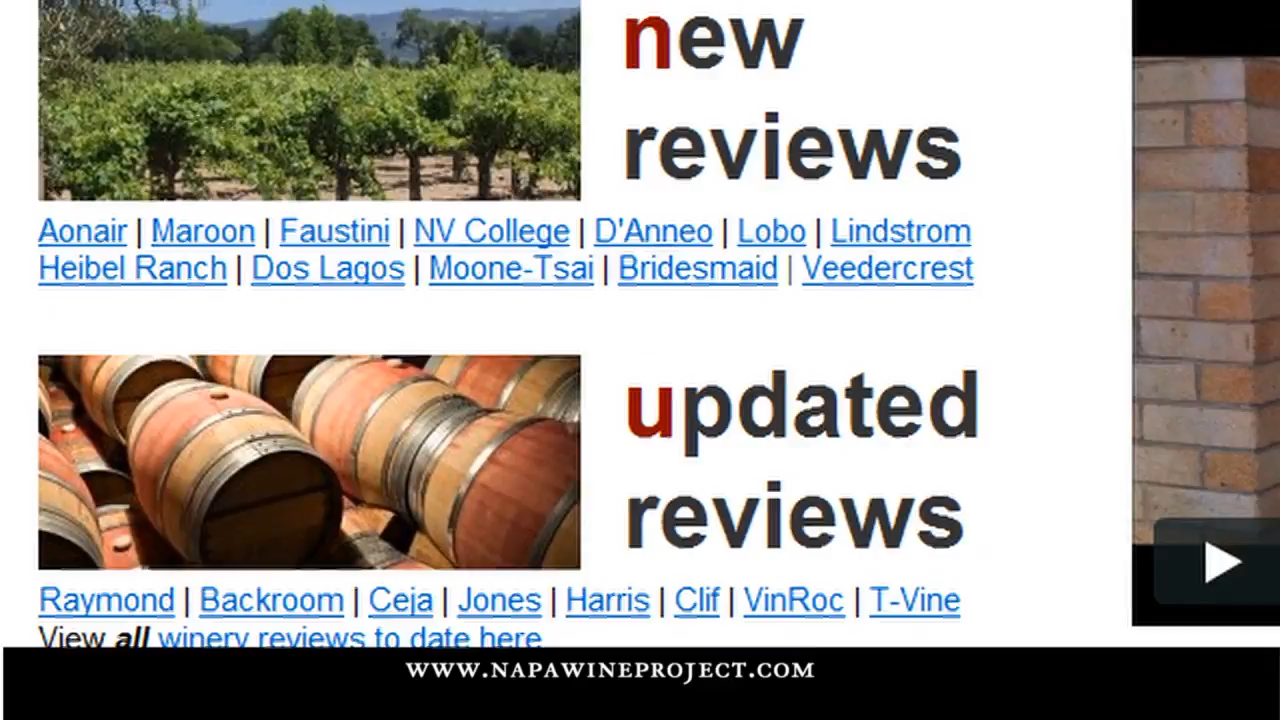 new
reviews
Aonair | Maroon | Faustini | NV College | D'Anneo | Lobo | Lindstrom
Heibel Ranch | Dos Lagos | Moone-Tsai | Bridesmaid | Veedercrest
updated
reviews
Raymond | Backroom | Ceja | Jones | Harris | Clif | VinRoc | T-Vine
View all winery reviews to date here
WWW.NAPAWINEPROJECT.COM